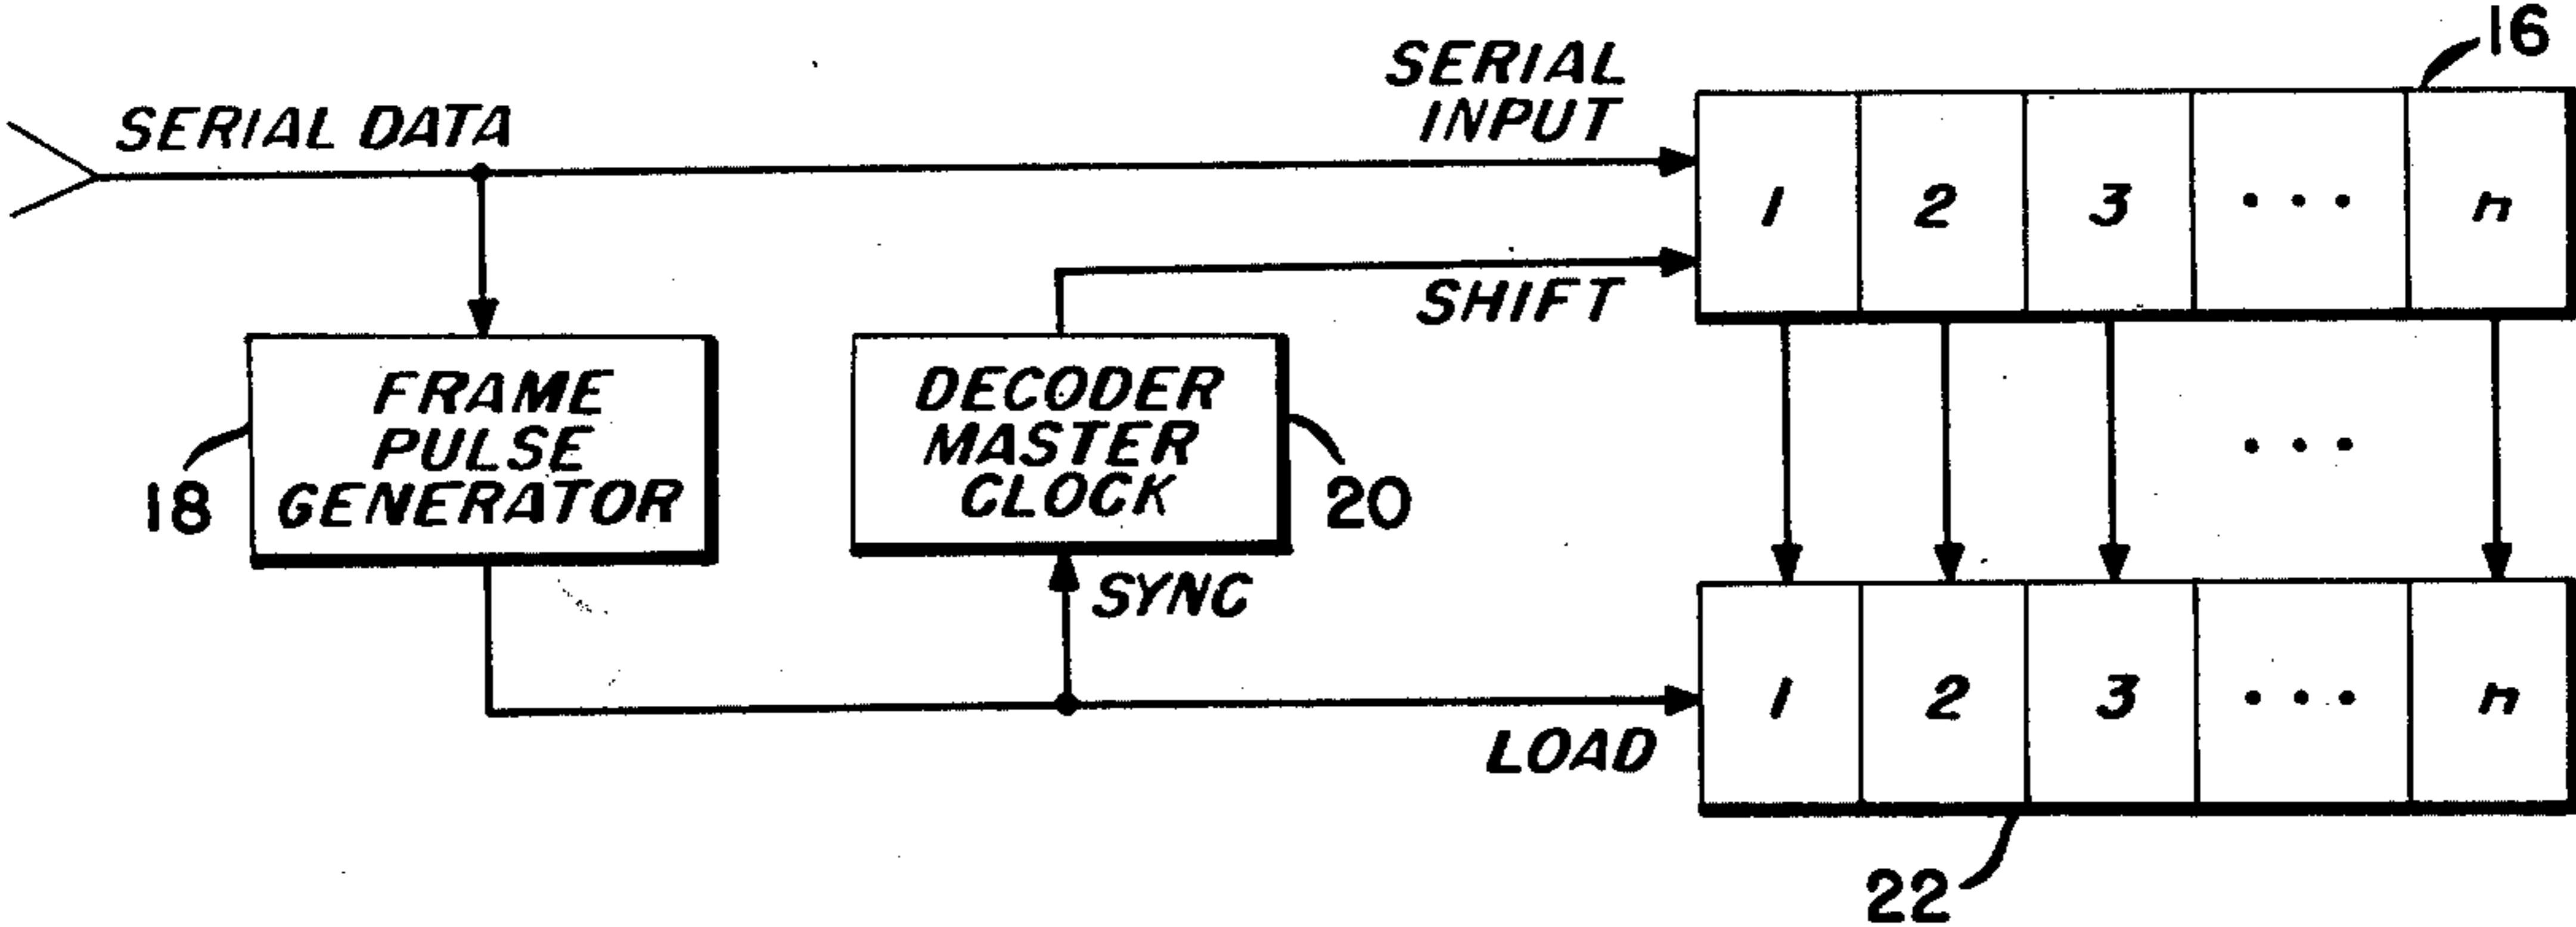 16
SERIAL
INPUT
SERIAL DATA
1 2 3 • • • n
SHIFT
FRAME
PULSE
GENERATOR
18
DECODER
MASTER
CLOCK
20
• • •
SYNC
1 2 3 • • • n
LOAD
22